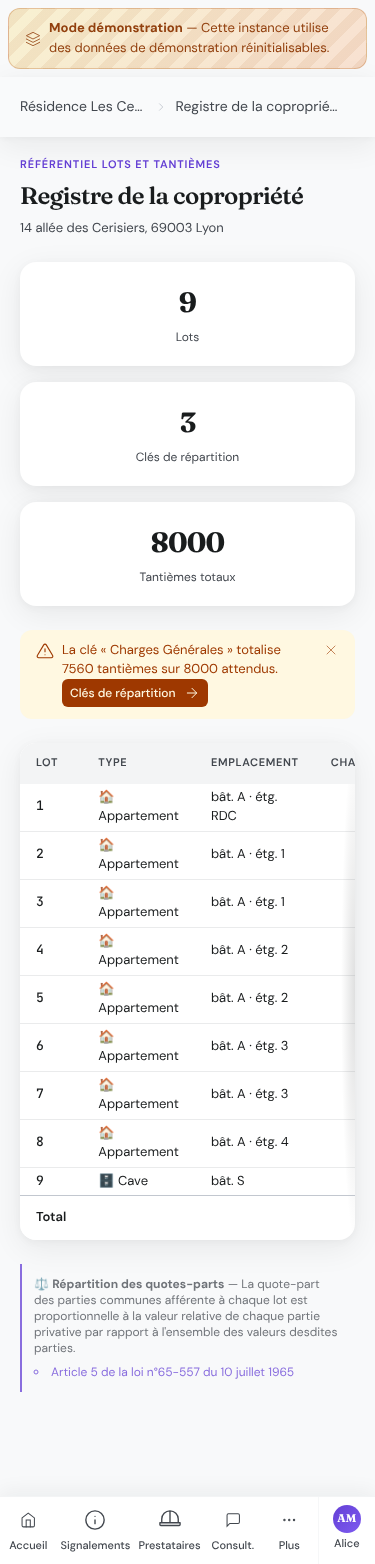 Mode démonstration — Cette instance utilise
des données de démonstration réinitialisables.
Résidence Les Ce… > Registre de la coproprié…
RÉFÉRENTIEL LOTS ET TANTIÈMES
Registre de la copropriété
14 allée des Cerisiers, 69003 Lyon
9
Lots
3
Clés de répartition
8000
Tantièmes totaux
La clé « Charges Générales » totalise
7560 tantièmes sur 8000 attendus.
Clés de répartition →
LOT TYPE EMPLACEMENT CHA
1 🏠 Appartement bât. A · étg. RDC
2 🏠 Appartement bât. A · étg. 1
3 🏠 Appartement bât. A · étg. 1
4 🏠 Appartement bât. A · étg. 2
5 🏠 Appartement bât. A · étg. 2
6 🏠 Appartement bât. A · étg. 3
7 🏠 Appartement bât. A · étg. 3
8 🏠 Appartement bât. A · étg. 4
9 🗄️ Cave bât. S
Total
⚖️ Répartition des quotes-parts — La quote-part
des parties communes afférente à chaque lot est
proportionnelle à la valeur relative de chaque partie
privative par rapport à l'ensemble des valeurs desdites
parties.
Article 5 de la loi n°65-557 du 10 juillet 1965
AM
Accueil Signalements Prestataires Consult. Plus Alice